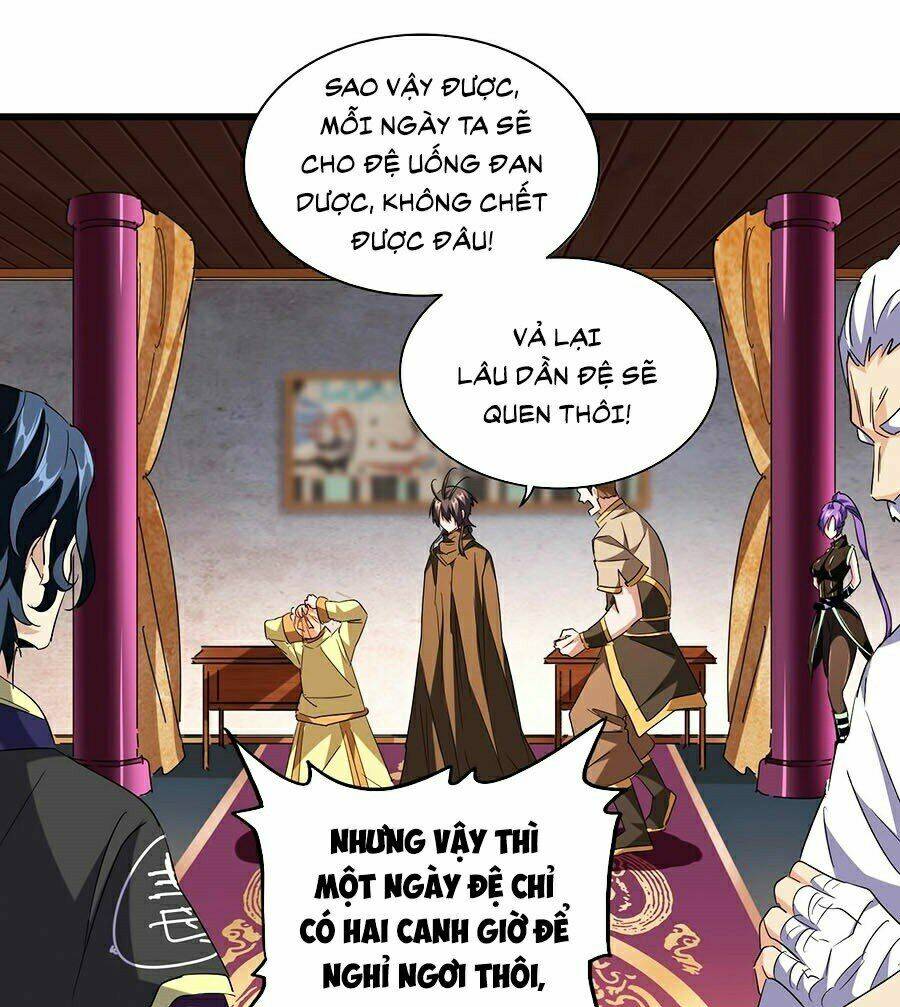 SAO VẬY ĐƯỢC,
MỖI NGÀY TA SẼ
CHO ĐỆ UỐNG ĐAN
DƯỢC, KHÔNG CHẾT
ĐƯỢC ĐÂU!
VẢ LẠI
LÂU DẦN ĐỆ SẼ
QUEN THÔI!
NHƯNG VẬY THÌ
MỘT NGÀY ĐỆ CHỈ
CÓ HAI CANH GIỜ ĐỂ
NGHỈ NGƠI THÔI,